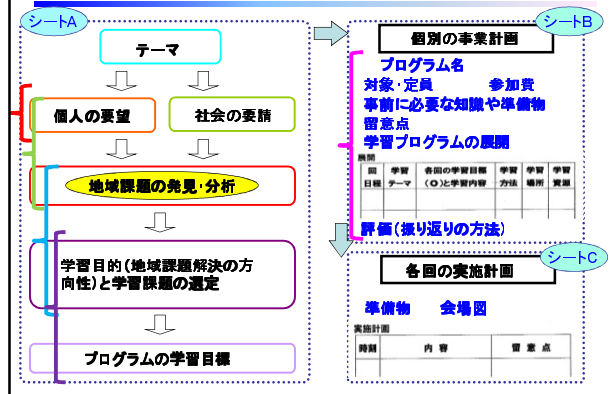 シートA
テーマ
個人の要望
社会の要請
地域課題の発見・分析
学習目的(地域課題解決の方
向性)と学習課題の選定
プログラムの学習目標
シートB
個別の事業計画
プログラム名
対象・定員 参加費
事前に必要な知識や準備物
留意点
学習プログラムの展開
展開
回 学習 各回の学習目標 学習 学習 学習
日程 テーマ (○)と学習内容 方法 場所 資源
評価(振り返りの方法)
シートC
各回の実施計画
準備物 会場図
実施計画
時刻 内容 留意点